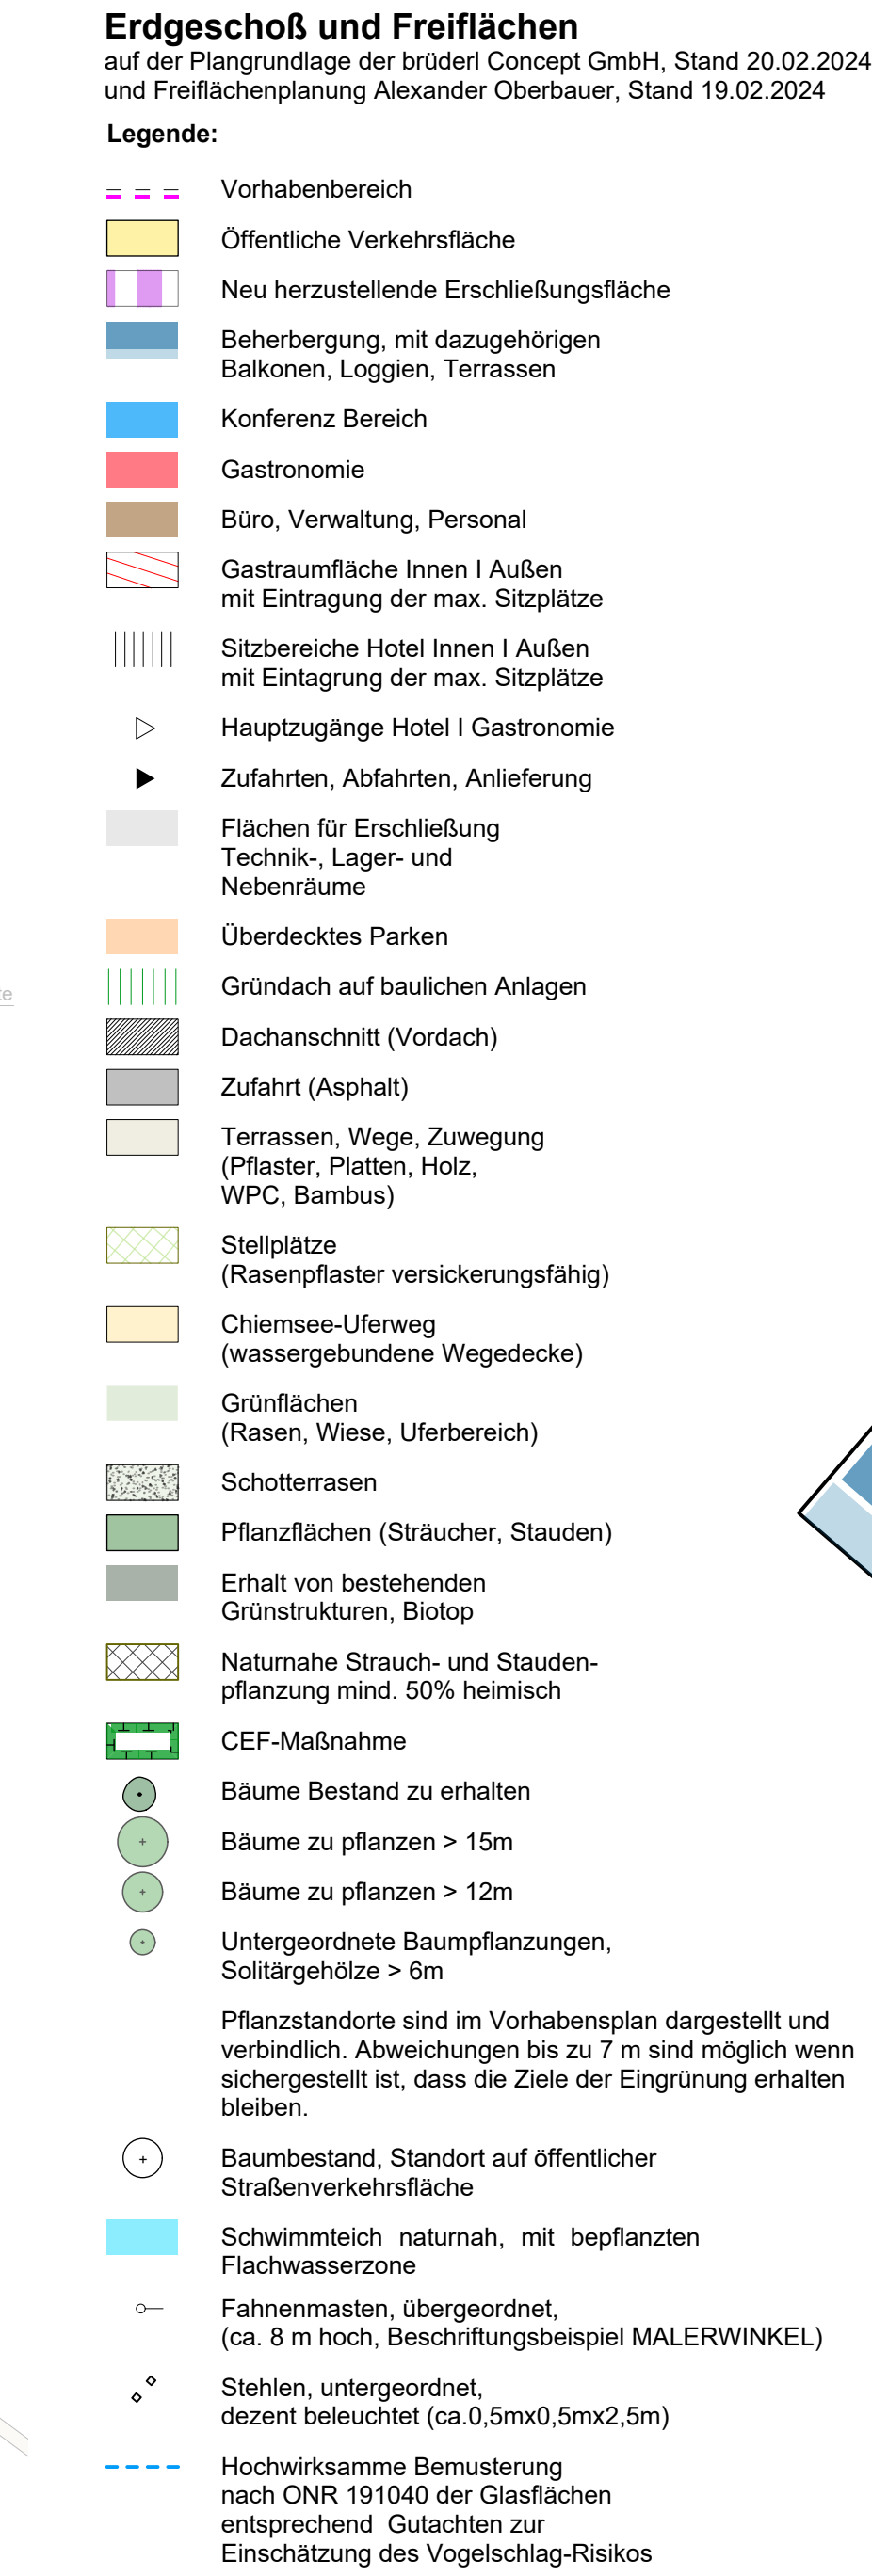 Erdgeschoß und Freiflächen
auf der Plangrundlage der brüderl Concept GmbH, Stand 20.02.2024
und Freiflächenplanung Alexander Oberbauer, Stand 19.02.2024
Legende:
Vorhabenbereich
Öffentliche Verkehrsfläche
Neu herzustellende Erschließungsfläche
Beherbergung, mit dazugehörigen
Balkonen, Loggien, Terrassen
Konferenz Bereich
Gastronomie
Büro, Verwaltung, Personal
Gastraumfläche Innen I Außen
mit Eintragung der max. Sitzplätze
Sitzbereiche Hotel Innen I Außen
mit Eintagrung der max. Sitzplätze
Hauptzugänge Hotel I Gastronomie
Zufahrten, Abfahrten, Anlieferung
Flächen für Erschließung
Technik-, Lager- und
Nebenräume
Überdecktes Parken
Gründach auf baulichen Anlagen
Dachanschnitt (Vordach)
Zufahrt (Asphalt)
Terrassen, Wege, Zuwegung
(Pflaster, Platten, Holz,
WPC, Bambus)
Stellplätze
(Rasenpflaster versickerungsfähig)
Chiemsee-Uferweg
(wassergebundene Wegedecke)
Grünflächen
(Rasen, Wiese, Uferbereich)
Schotterrasen
Pflanzflächen (Sträucher, Stauden)
Erhalt von bestehenden
Grünstrukturen, Biotop
Naturnahe Strauch- und Stauden-
pflanzung mind. 50% heimisch
CEF-Maßnahme
Bäume Bestand zu erhalten
Bäume zu pflanzen > 15m
Bäume zu pflanzen > 12m
Untergeordnete Baumpflanzungen,
Solitärgehölze > 6m
Pflanzstandorte sind im Vorhabensplan dargestellt und
verbindlich. Abweichungen bis zu 7 m sind möglich wenn
sichergestellt ist, dass die Ziele der Eingrünung erhalten
bleiben.
Baumbestand, Standort auf öffentlicher
Straßenverkehrsfläche
Schwimmteich naturnah, mit bepflanzten
Flachwasserzone
Fahnenmasten, übergeordnet,
(ca. 8 m hoch, Beschriftungsbeispiel MALERWINKEL)
Stehlen, untergeordnet,
dezent beleuchtet (ca.0,5mx0,5mx2,5m)
Hochwirksamme Bemusterung
nach ONR 191040 der Glasflächen
entsprechend Gutachten zur
Einschätzung des Vogelschlag-Risikos